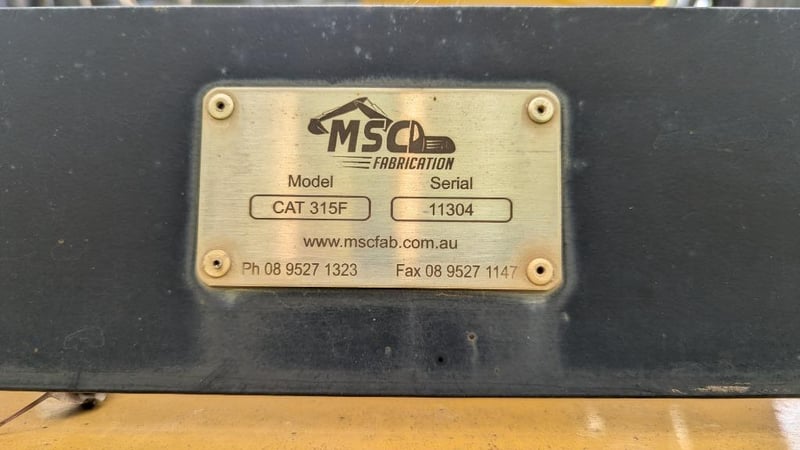 MSC
FABRICATION
Model Serial
CAT 315F 11304
www.mscfab.com.au
Ph 08 9527 1323 Fax 08 9527 1147